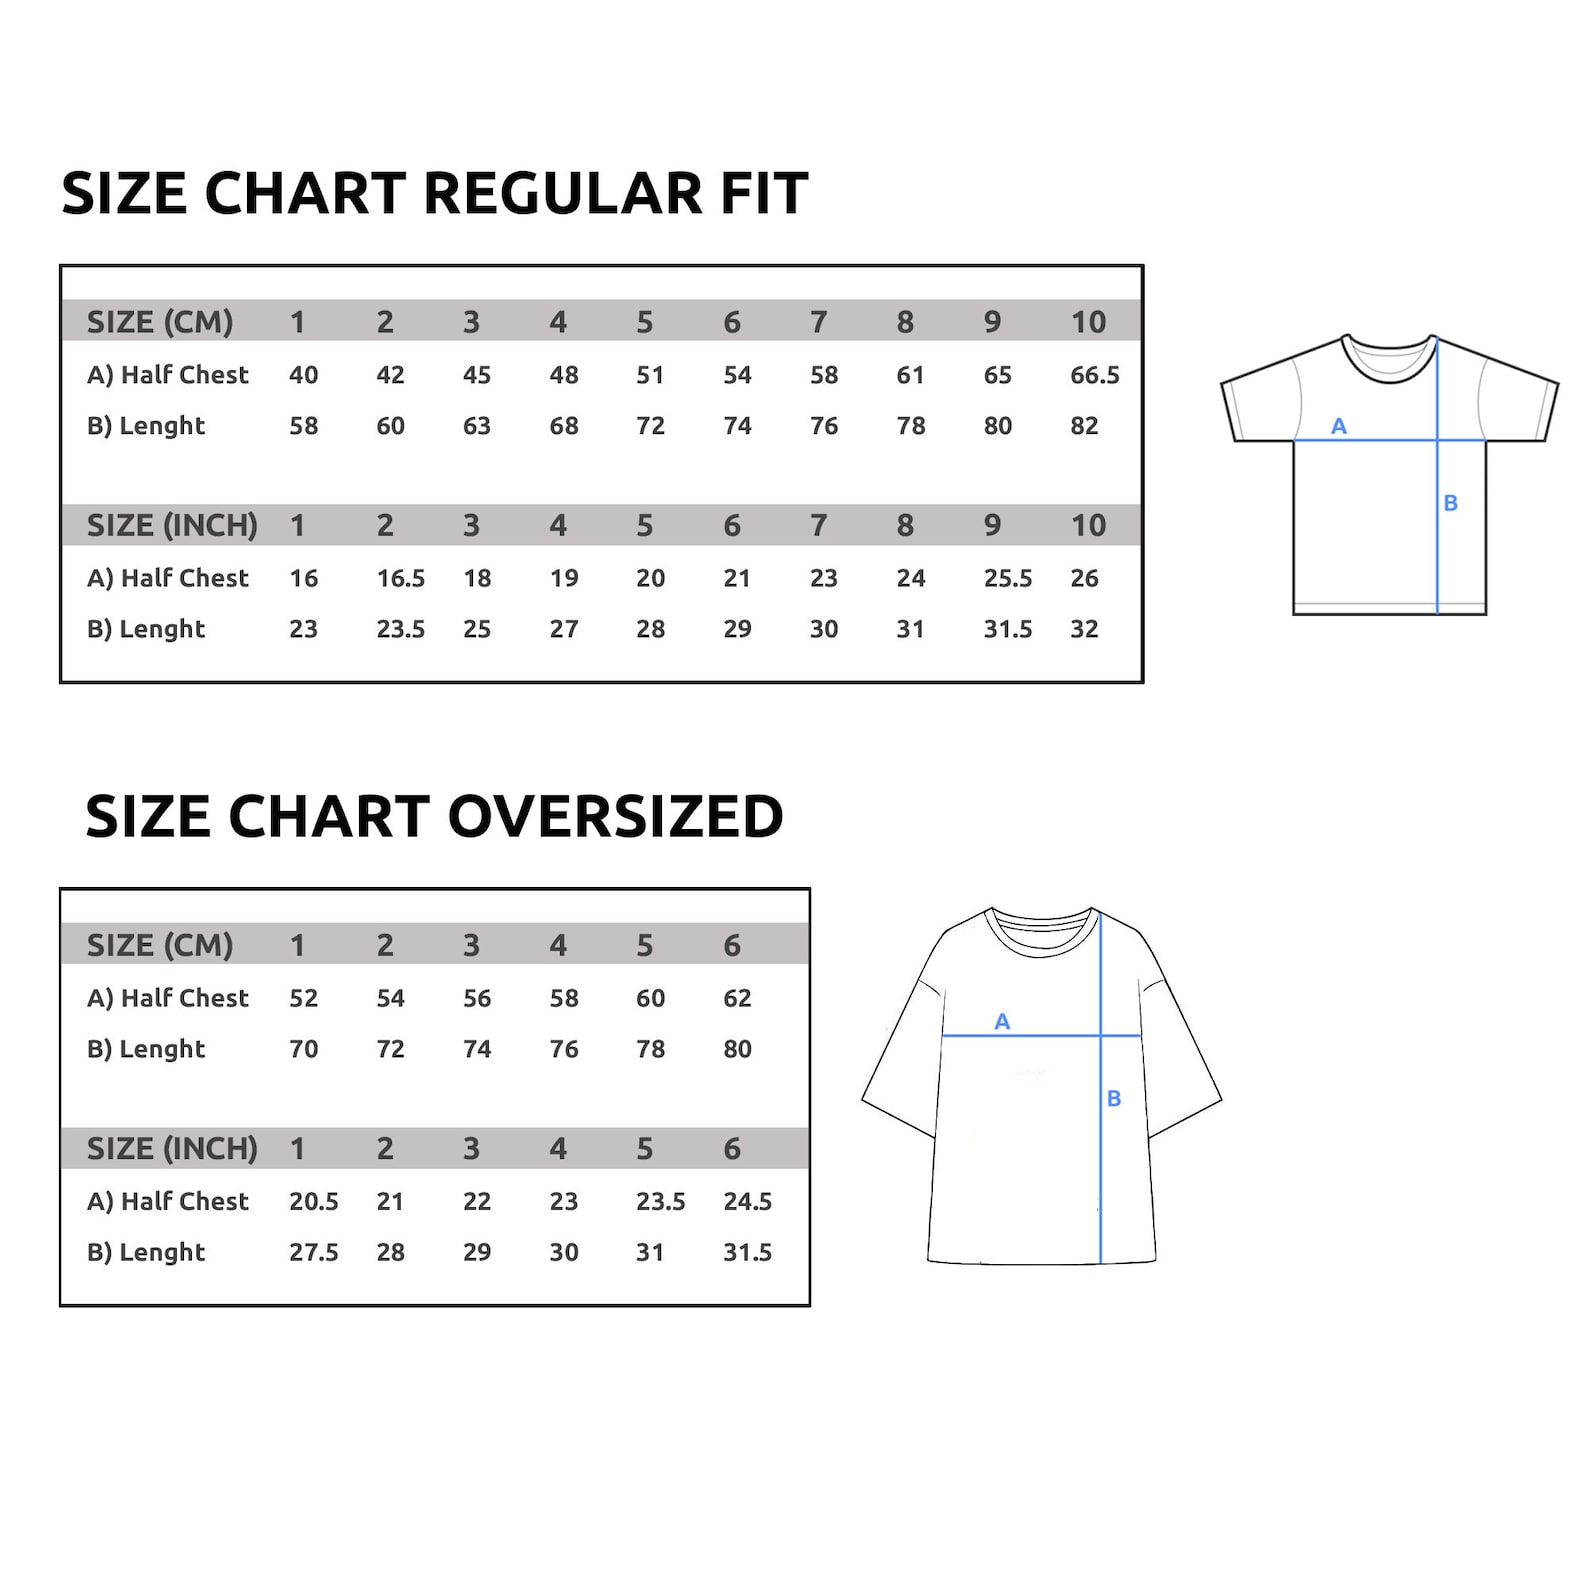 SIZE CHART REGULAR FIT
SIZE (CM) 1 2 3 4 5 6 7 8 9 10
A) Half Chest 40 42 45 48 51 54 58 61 65 66.5
B) Lenght 58 60 63 68 72 74 76 78 80 82
SIZE (INCH) 1 2 3 4 5 6 7 8 9 10
A) Half Chest 16 16.5 18 19 20 21 23 24 25.5 26
B) Lenght 23 23.5 25 27 28 29 30 31 31.5 32
A
B
SIZE CHART OVERSIZED
SIZE (CM) 1 2 3 4 5 6
A) Half Chest 52 54 56 58 60 62
B) Lenght 70 72 74 76 78 80
SIZE (INCH) 1 2 3 4 5 6
A) Half Chest 20.5 21 22 23 23.5 24.5
B) Lenght 27.5 28 29 30 31 31.5
A
B